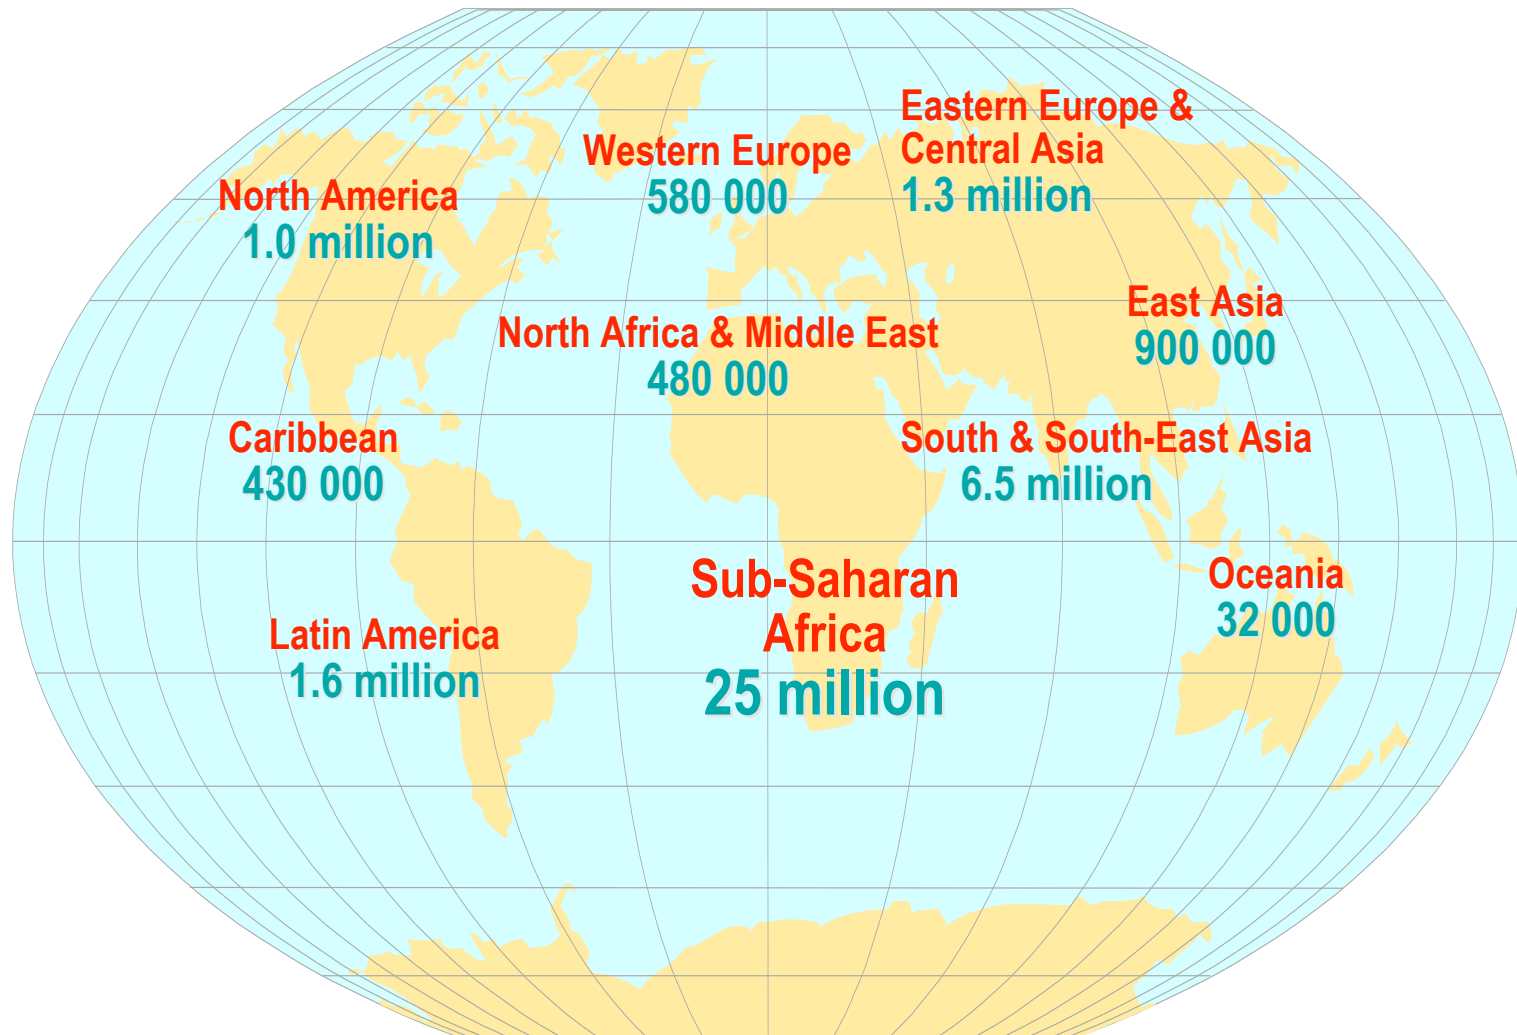 Eastern Europe &
Central Asia
1.3 million
Western Europe
580 000
North America
1.0 million
East Asia
900 000
North Africa & Middle East
480 000
Caribbean
430 000
South & South-East Asia
6.5 million
Sub-Saharan
Africa
25 million
Oceania
32 000
Latin America
1.6 million